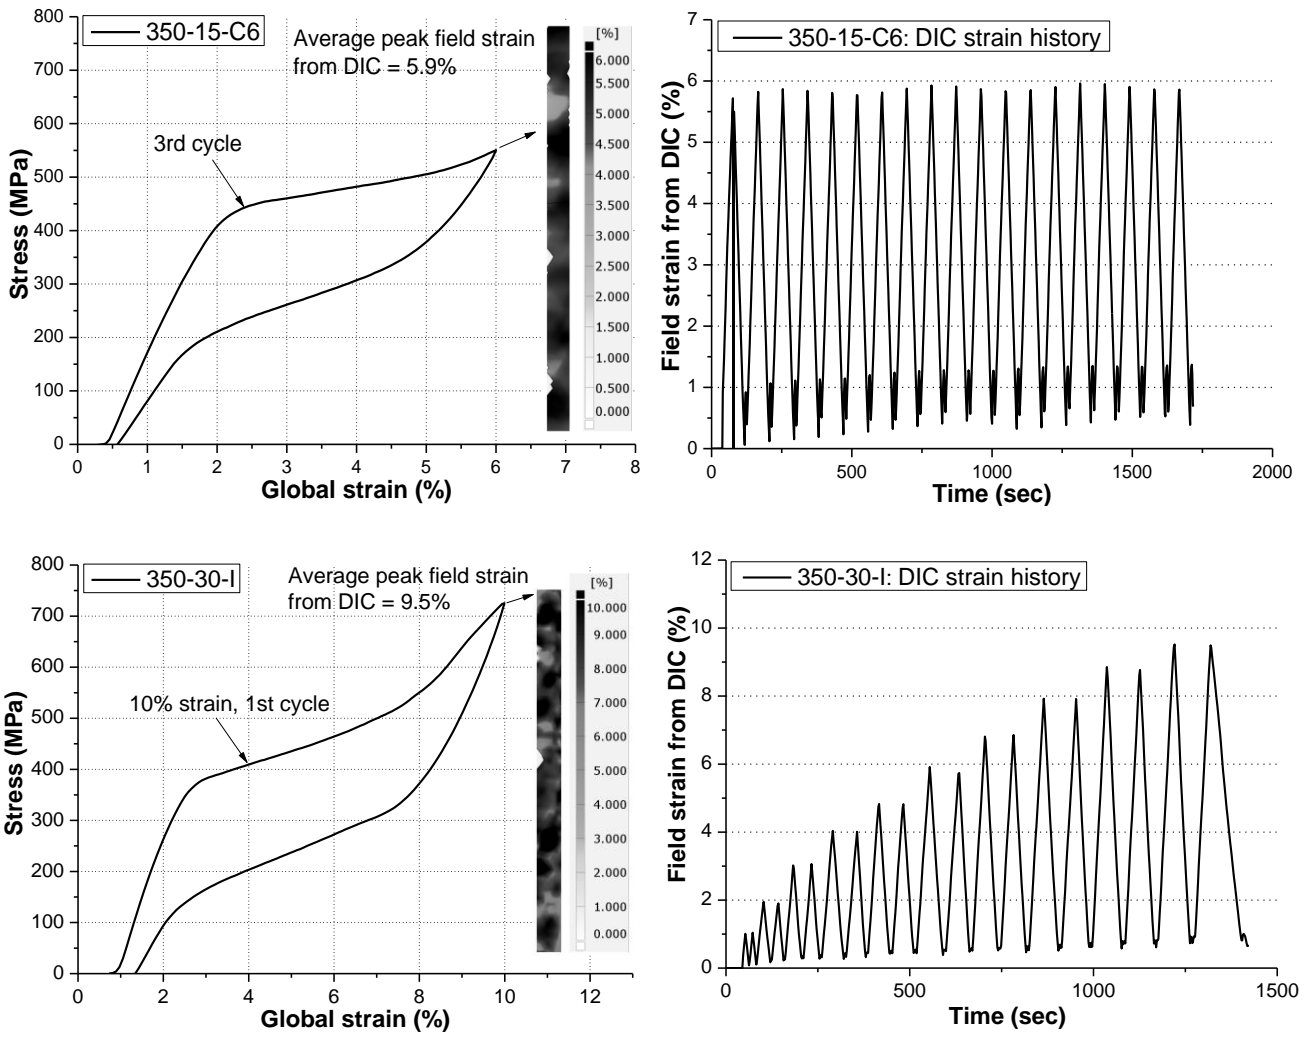 350-15-C6
Average peak field strain
from DIC = 5.9%
3rd cycle
Stress (MPa)
800
700
600
500
400
300
200
100
0
0 1 2 3 4 5 6 7 8
Global strain (%)
[%]
6.000
5.500
5.000
4.500
4.000
3.500
3.000
2.500
2.000
1.500
1.000
0.500
0.000
350-15-C6: DIC strain history
Field strain from DIC (%)
7
6
5
4
3
2
1
0
0 500 1000 1500 2000
Time (sec)
350-30-I
Average peak field strain
from DIC = 9.5%
10% strain, 1st cycle
Stress (MPa)
800
700
600
500
400
300
200
100
0
0 2 4 6 8 10 12
Global strain (%)
[%]
10.000
9.000
8.000
7.000
6.000
5.000
4.000
3.000
2.000
1.000
0.000
350-30-I: DIC strain history
Field strain from DIC (%)
12
10
8
6
4
2
0
0 500 1000 1500
Time (sec)